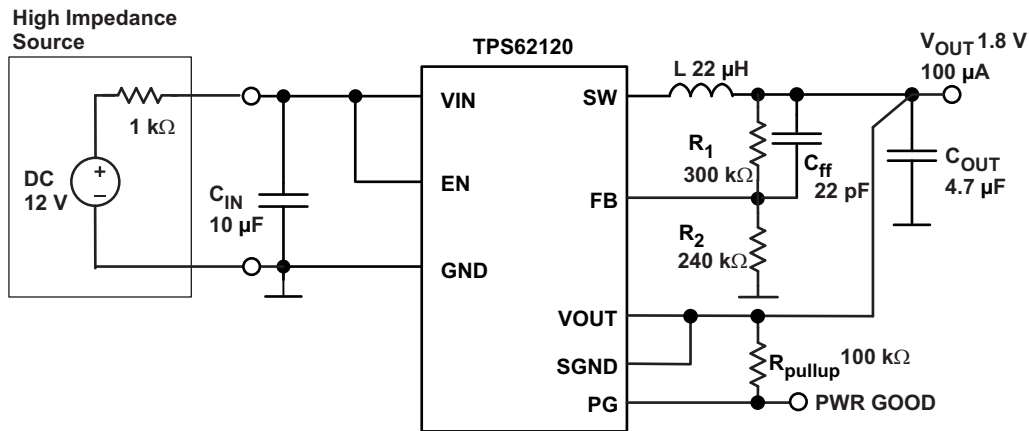 High Impedance
Source
TPS62120
VOUT 1.8 V
100 µA
L 22 µH
VIN
SW
1 kΩ
R1
300 kΩ
Cff
22 pF
COUT
4.7 µF
+
DC
12 V
–
EN
CIN
10 µF
FB
R2
240 kΩ
GND
VOUT
SGND
Rpullup 100 kΩ
PG
PWR GOOD